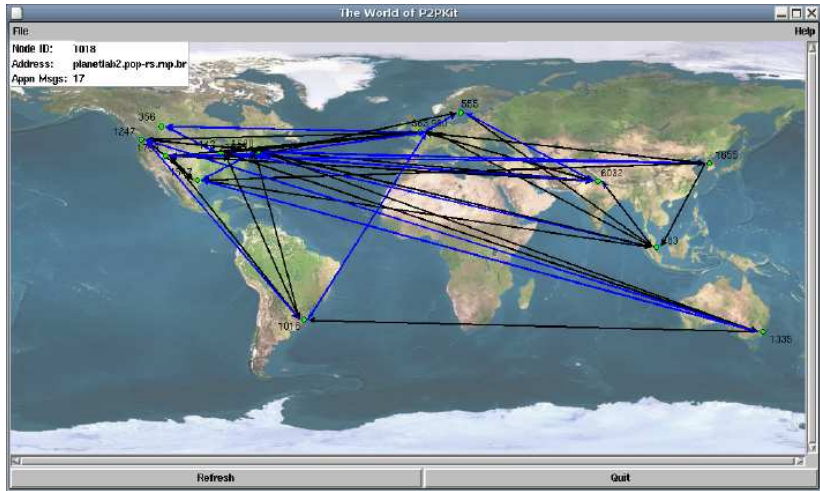 The World of P2PKit
File
Help
Node ID: 1018
Address: planetlab2.pop-rs.rnp.br
Appn Msgs: 17
356
555
1247
1655
6032
1018
1335
Refresh
Quit